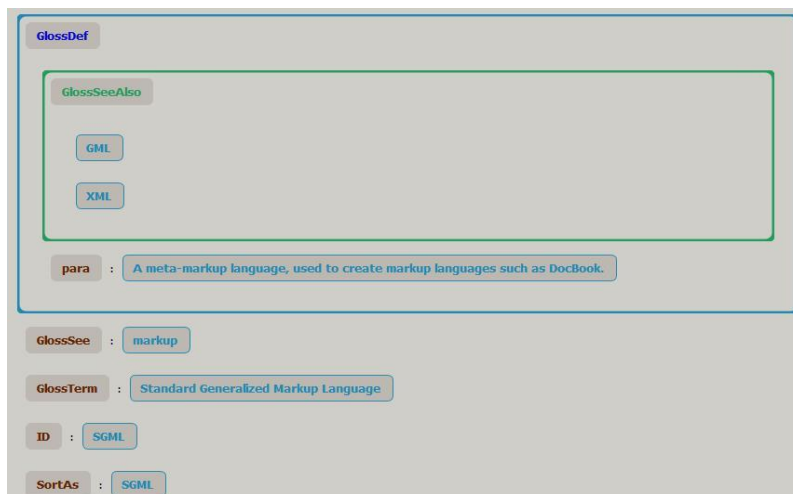 GlossDef
GlossSeeAlso
GML
XML
para : A meta-markup language, used to create markup languages such as DocBook.
GlossSee : markup
GlossTerm : Standard Generalized Markup Language
ID : SGML
SortAs : SGML